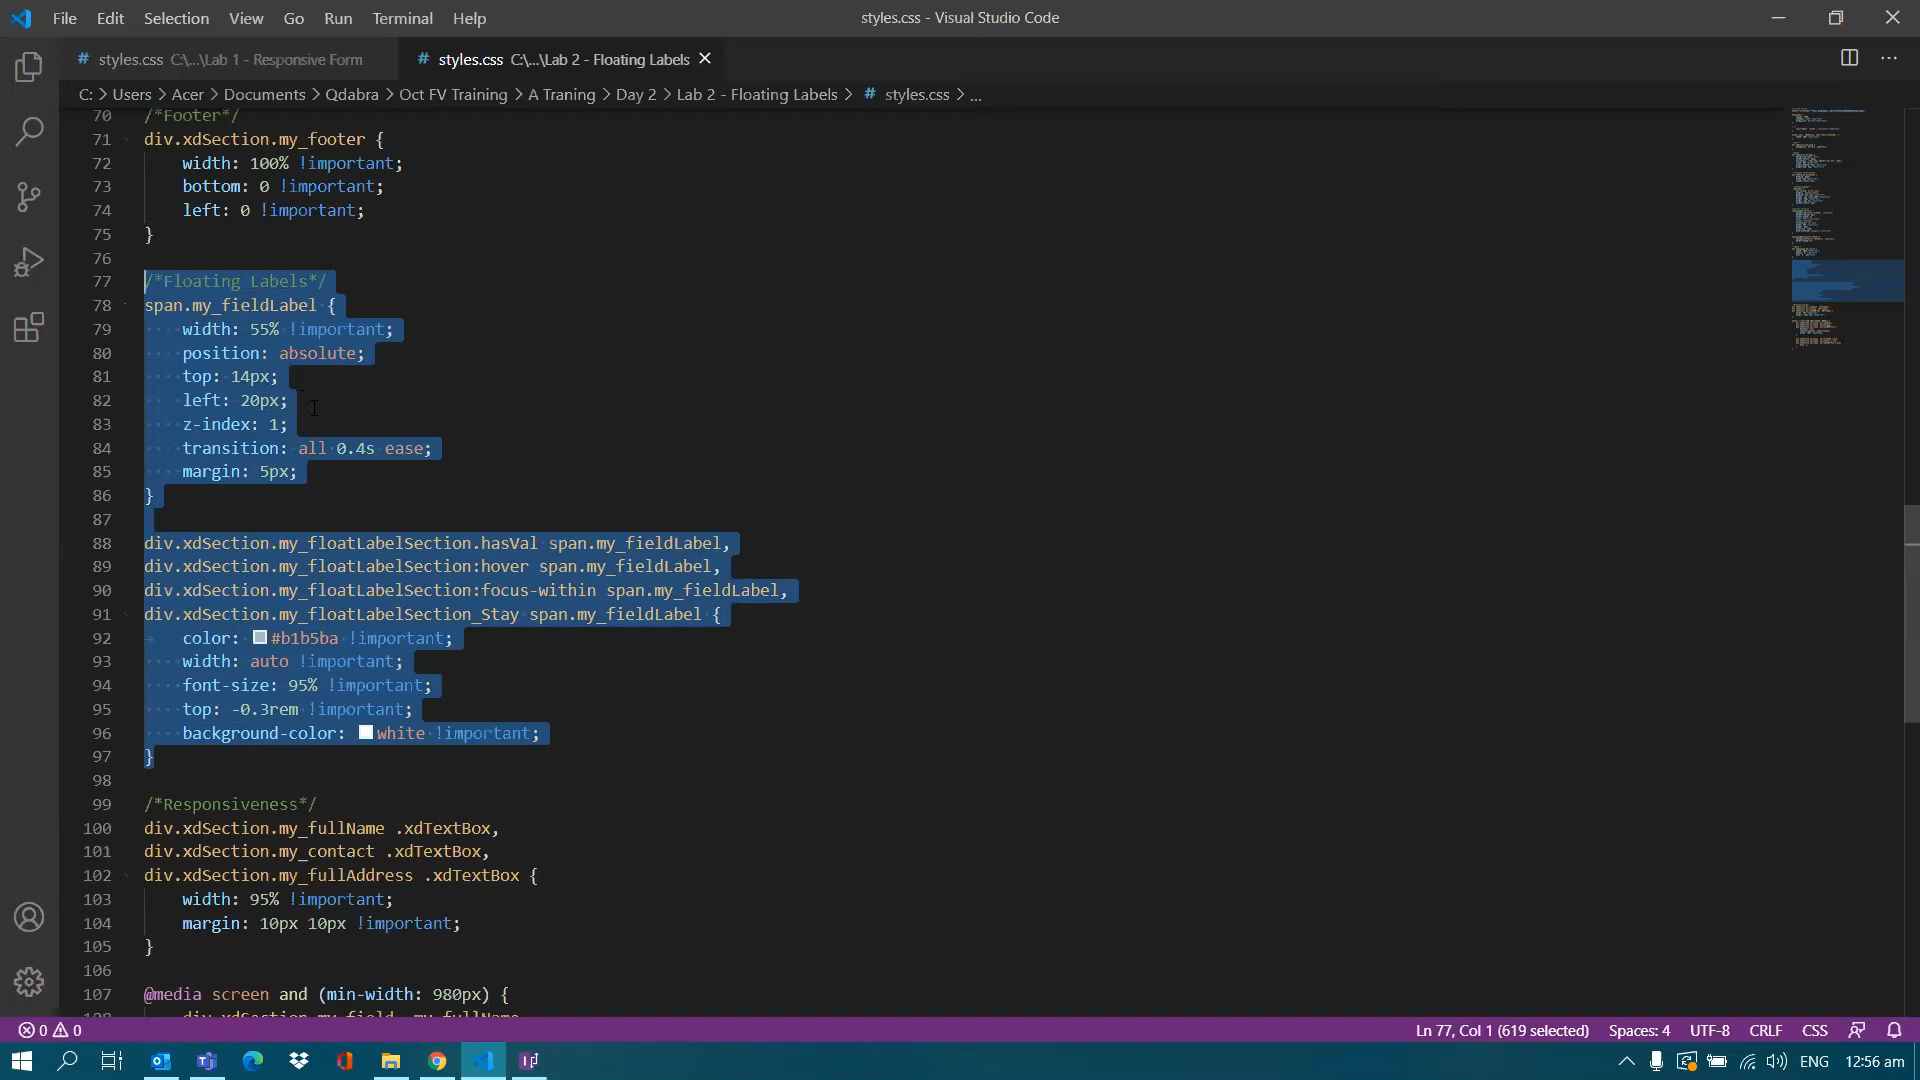 File Edit Selection View Go Run Terminal Help
styles.css - Visual Studio Code
# styles.css C:\...\Lab 1 - Responsive Form
# styles.css C:\...\Lab 2 - Floating Labels
C: > Users > Acer > Documents > Qdabra > Oct FV Training > A Traning > Day 2 > Lab 2 - Floating Labels > # styles.css > ...
70 /*Footer*/
71 div.xdSection.my_footer {
72 width: 100% !important;
73 bottom: 0 !important;
74 left: 0 !important;
75 }
76
77 /*Floating Labels*/
78 span.my_fieldLabel {
79 width: 55% !important;
80 position: absolute;
81 top: 14px;
82 left: 20px;
83 z-index: 1;
84 transition: all 0.4s ease;
85 margin: 5px;
86 }
87
88 div.xdSection.my_floatLabelSection.hasVal span.my_fieldLabel,
89 div.xdSection.my_floatLabelSection:hover span.my_fieldLabel,
90 div.xdSection.my_floatLabelSection:focus-within span.my_fieldLabel,
91 div.xdSection.my_floatLabelSection_Stay span.my_fieldLabel {
92 color: #b1b5ba !important;
93 width: auto !important;
94 font-size: 95% !important;
95 top: -0.3rem !important;
96 background-color: white !important;
97 }
98
99 /*Responsiveness*/
100 div.xdSection.my_fullName .xdTextBox,
101 div.xdSection.my_contact .xdTextBox,
102 div.xdSection.my_fullAddress .xdTextBox {
103 width: 95% !important;
104 margin: 10px 10px !important;
105 }
106
107 @media screen and (min-width: 980px) {
0 0 Ln 77, Col 1 (619 selected) Spaces: 4 UTF-8 CRLF CSS
ENG 12:56 am